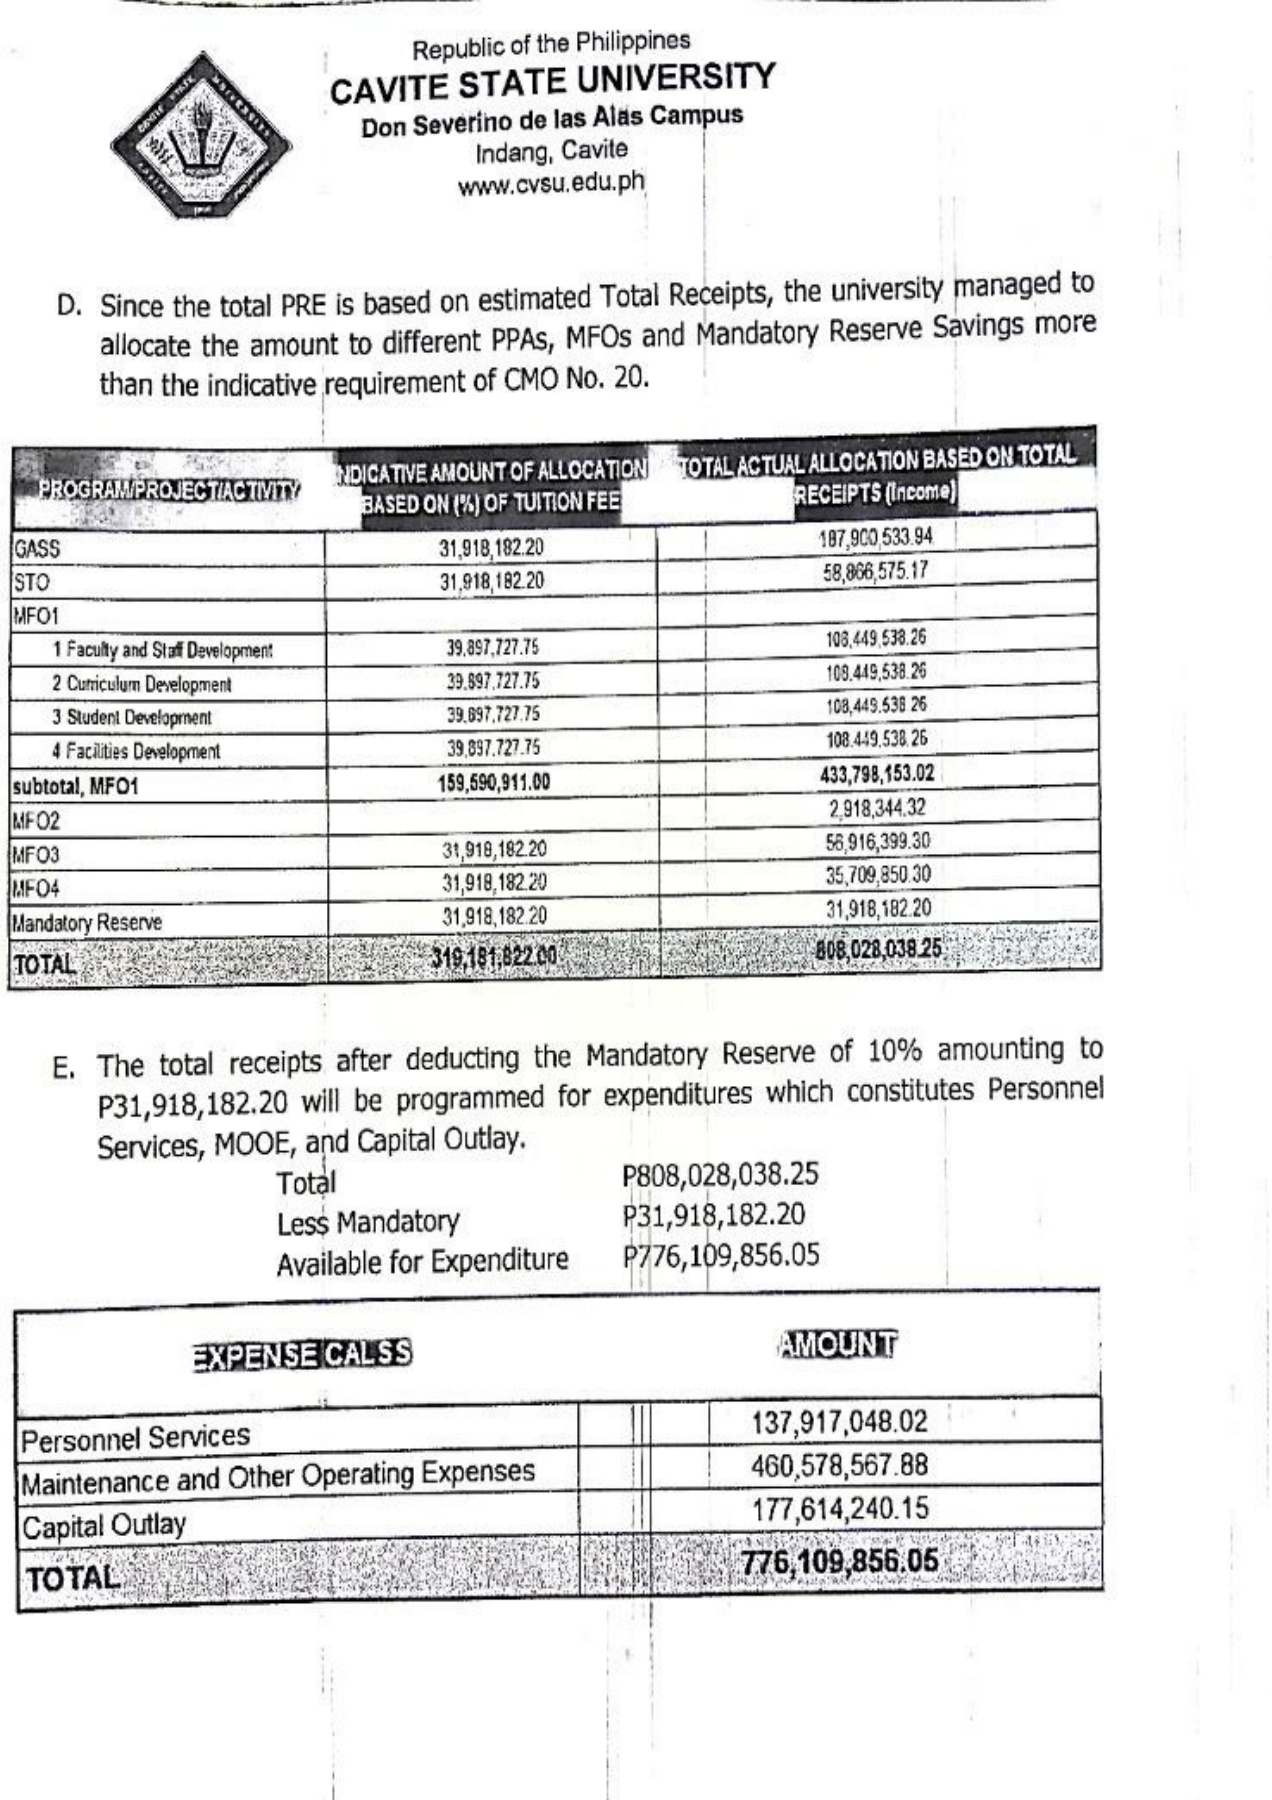 Republic of the Philippines
CAVITE STATE UNIVERSITY
Don Severino de las Alas Campus
Indang, Cavite
www.cvsu.edu.ph
D. Since the total PRE is based on estimated Total Receipts, the university managed to
allocate the amount to different PPAs, MFOs and Mandatory Reserve Savings more
than the indicative requirement of CMO No. 20.
PROGRAM/PROJECT/ACTIVITY NDICATIVE AMOUNT OF ALLOCATION BASED ON (%) OF TUITION FEE TOTAL ACTUAL ALLOCATION BASED ON TOTAL RECEIPTS (Income)
GASS 31,918,182.20 187,900,533.94
STO 31,918,182.20 58,866,575.17
MFO1
1 Faculty and Staff Development 39,897,727.75 108,449,538.26
2 Curriculum Development 39,897,727.75 108,449,538.26
3 Student Development 39,897,727.75 108,449,538.26
4 Facilities Development 39,897,727.75 108,449,538.26
subtotal, MFO1 159,590,911.00 433,798,153.02
MFO2 2,918,344.32
MFO3 31,918,182.20 56,916,399.30
MFO4 31,918,182.20 35,709,850.30
Mandatory Reserve 31,918,182.20 31,918,182.20
TOTAL 319,181,822.00 808,028,038.25
E. The total receipts after deducting the Mandatory Reserve of 10% amounting to
P31,918,182.20 will be programmed for expenditures which constitutes Personnel
Services, MOOE, and Capital Outlay.
Total P808,028,038.25
Less Mandatory P31,918,182.20
Available for Expenditure P776,109,856.05
EXPENSE CALSS AMOUNT
Personnel Services 137,917,048.02
Maintenance and Other Operating Expenses 460,578,567.88
Capital Outlay 177,614,240.15
TOTAL 776,109,856.05